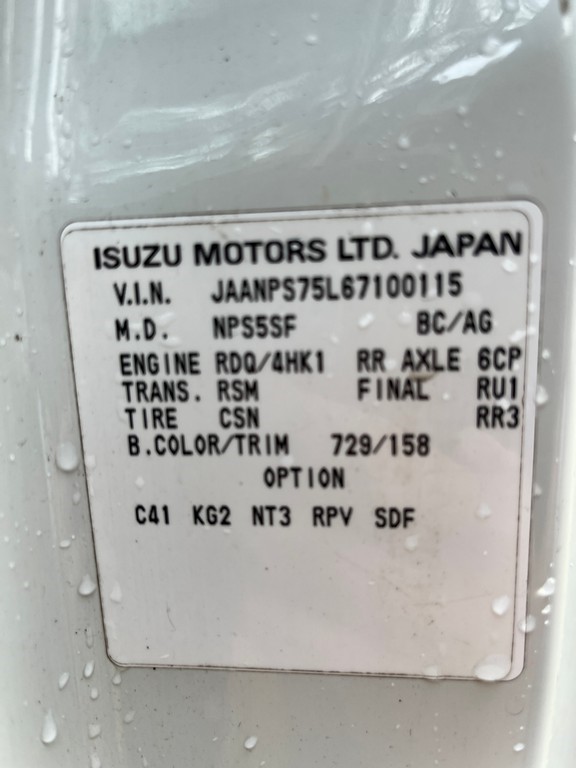 ISUZU MOTORS LTD. JAPAN
V.I.N. JAANPS75L67100115
M.D. NPS5SF BC/AG
ENGINE RDQ/4HK1 RR AXLE 6CP
TRANS. RSM FINAL RU1
TIRE CSN RR3
B.COLOR/TRIM 729/158
OPTION
C41 KG2 NT3 RPV SDF